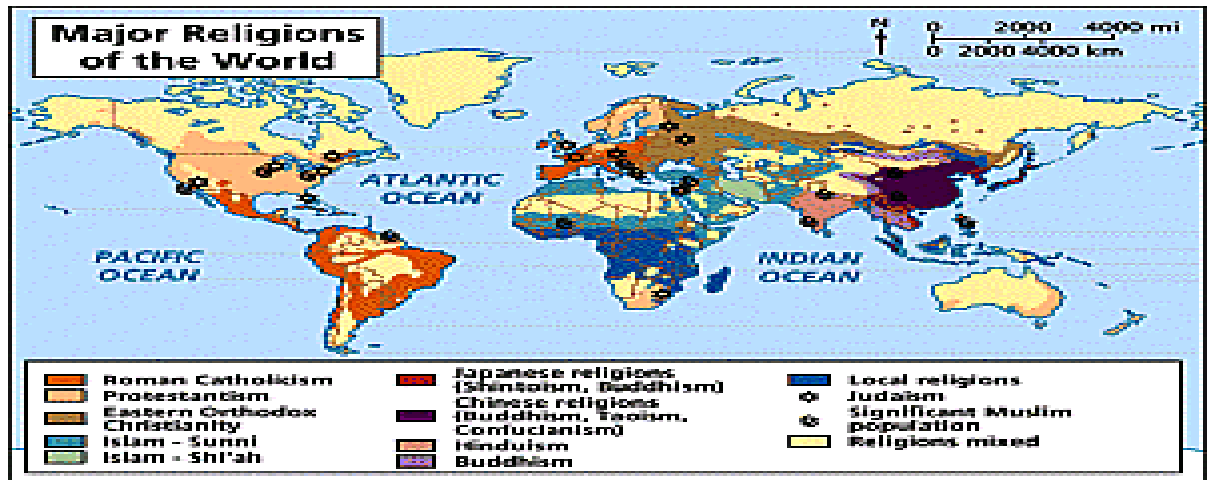 Major Religions
of the World
N
0 2000 4000 mi
0 2000 4000 km
ATLANTIC
OCEAN
PACIFIC
OCEAN
INDIAN
OCEAN
Roman Catholicism
Protestantism
Eastern Orthodox
Christianity
Islam - Sunni
Islam - Shi'ah
Japanese religions
(Shintoism, Buddhism)
Chinese religions
(Buddhism, Taoism,
Confucianism)
Hinduism
Buddhism
Local religions
Judaism
Significant Muslim
population
Religions mixed